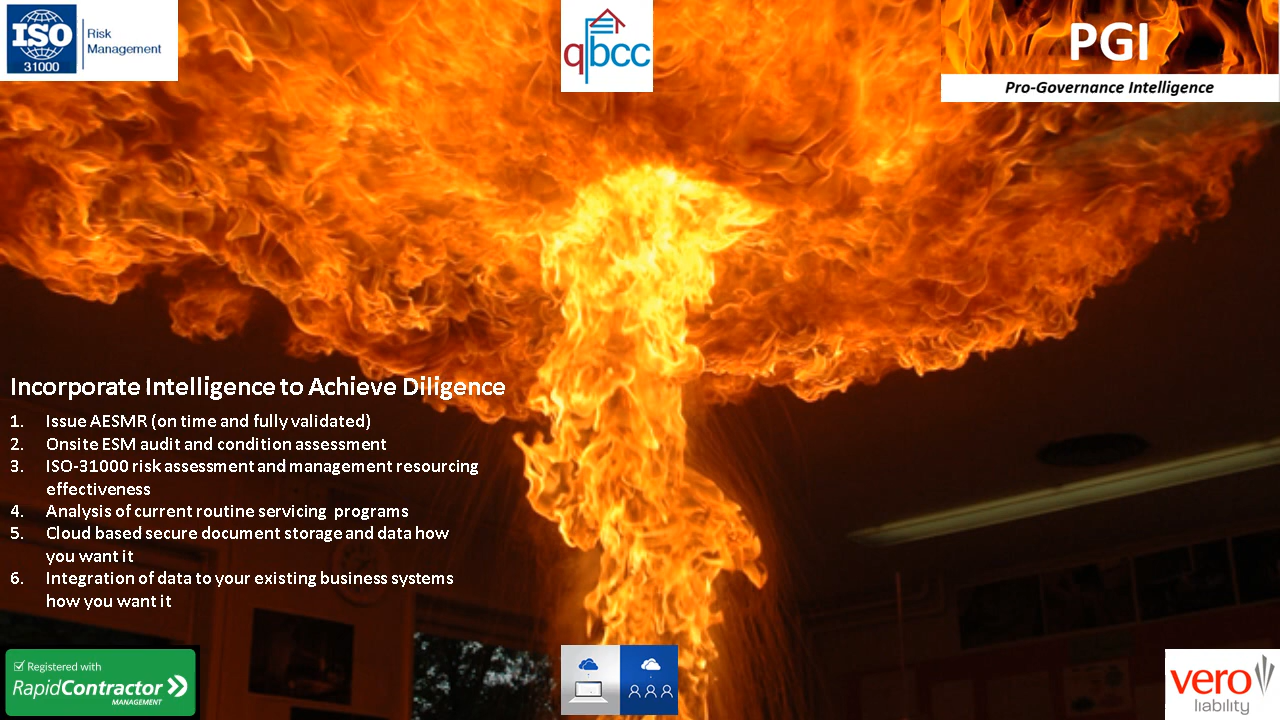 ISO
31000
Risk
Management
qbcc
PGI
Pro-Governance Intelligence
Incorporate Intelligence to Achieve Diligence
1. Issue AESMR (on time and fully validated)
2. Onsite ESM audit and condition assessment
3. ISO-31000 risk assessment and management resourcing
effectiveness
4. Analysis of current routine servicing programs
5. Cloud based secure document storage and data how
you want it
6. Integration of data to your existing business systems
how you want it
Registered with
RapidContractor
MANAGEMENT
vero
liability